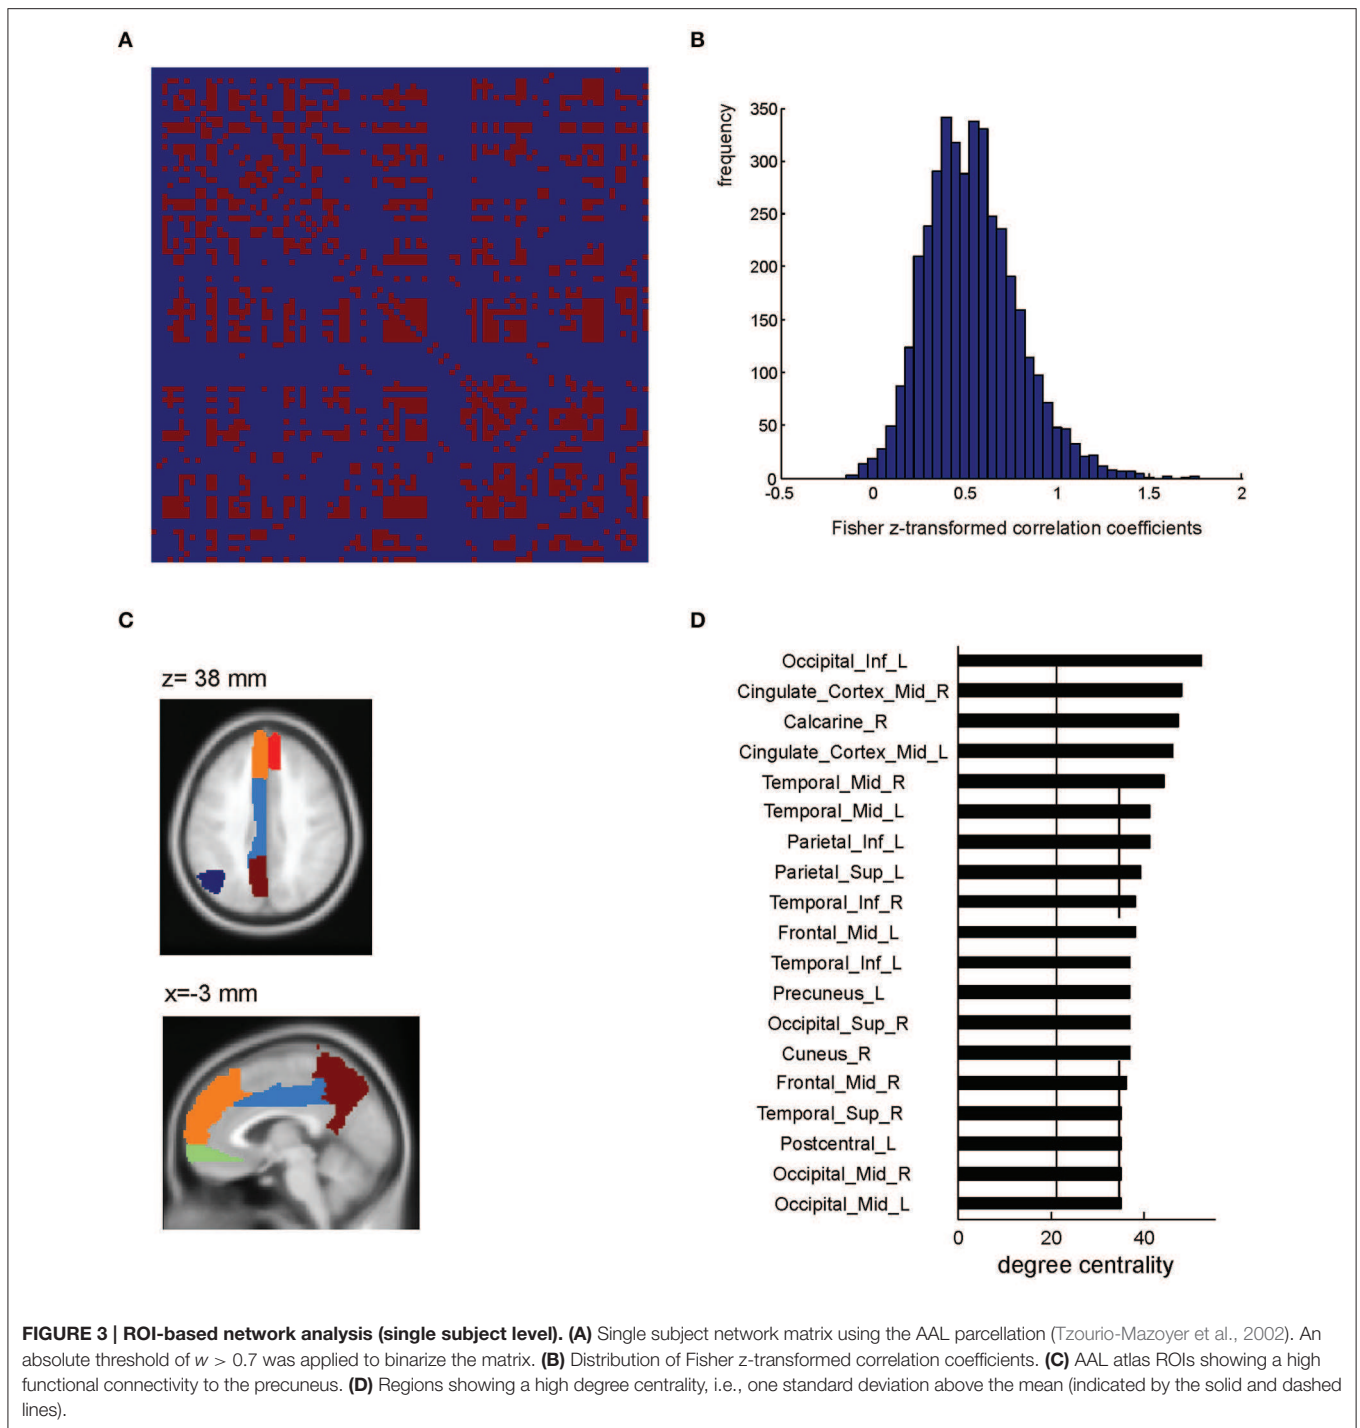 A
B
frequency
350
300
250
200
150
100
50
0
-0.5
0
0.5
1
1.5
2
Fisher z-transformed correlation coefficients
C
z= 38 mm
x=-3 mm
D
Occipital_Inf_L
Cingulate_Cortex_Mid_R
Calcarine_R
Cingulate_Cortex_Mid_L
Temporal_Mid_R
Temporal_Mid_L
Parietal_Inf_L
Parietal_Sup_L
Temporal_Inf_R
Frontal_Mid_L
Temporal_Inf_L
Precuneus_L
Occipital_Sup_R
Cuneus_R
Frontal_Mid_R
Temporal_Sup_R
Postcentral_L
Occipital_Mid_R
Occipital_Mid_L
0
20
40
degree centrality
FIGURE 3 | ROI-based network analysis (single subject level). (A) Single subject network matrix using the AAL parcellation (Tzourio-Mazoyer et al., 2002). An
absolute threshold of w > 0.7 was applied to binarize the matrix. (B) Distribution of Fisher z-transformed correlation coefficients. (C) AAL atlas ROIs showing a high
functional connectivity to the precuneus. (D) Regions showing a high degree centrality, i.e., one standard deviation above the mean (indicated by the solid and dashed
lines).